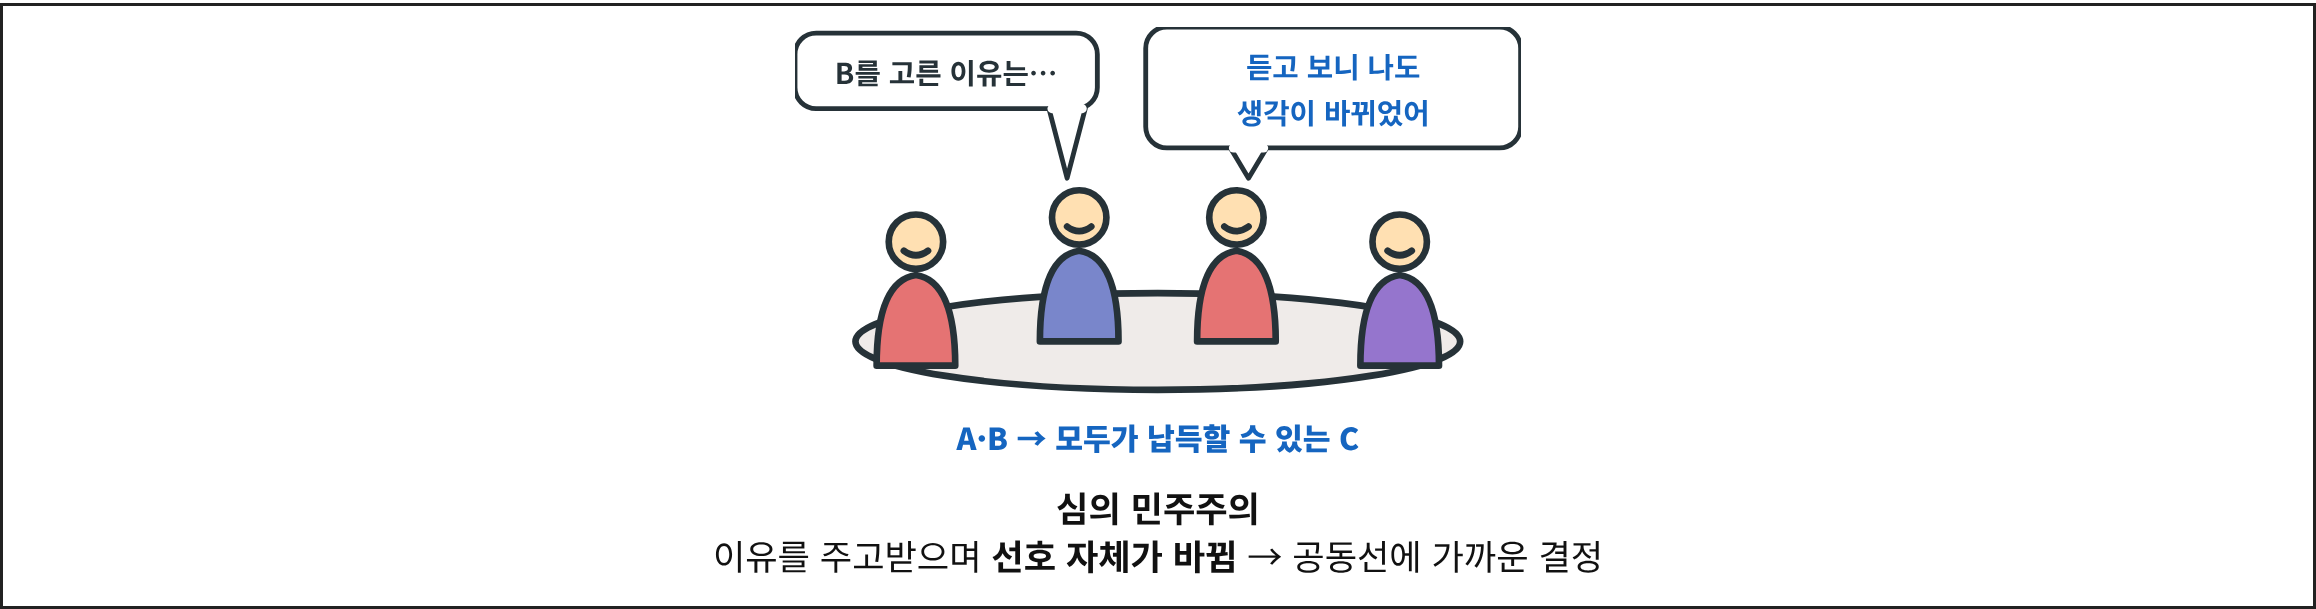 B를 고른 이유는…
듣고 보니 나도
생각이 바뀌었어
A·B → 모두가 납득할 수 있는 C
심의 민주주의
이유를 주고받으며 선호 자체가 바뀜 → 공동선에 가까운 결정